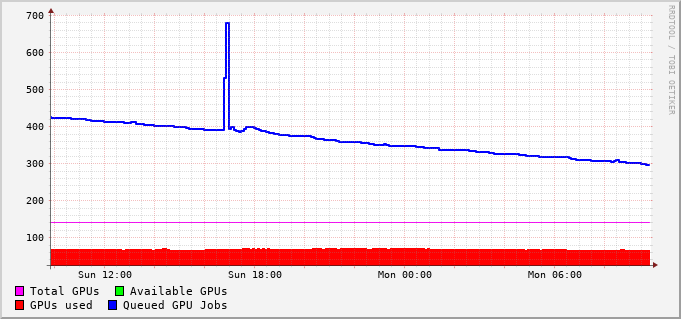 700
600
500
400
300
200
100
Sun 12:00 Sun 18:00 Mon 00:00 Mon 06:00
Total GPUs Available GPUs
GPUs used Queued GPU Jobs
RRDTOOL / TOBI OETIKER